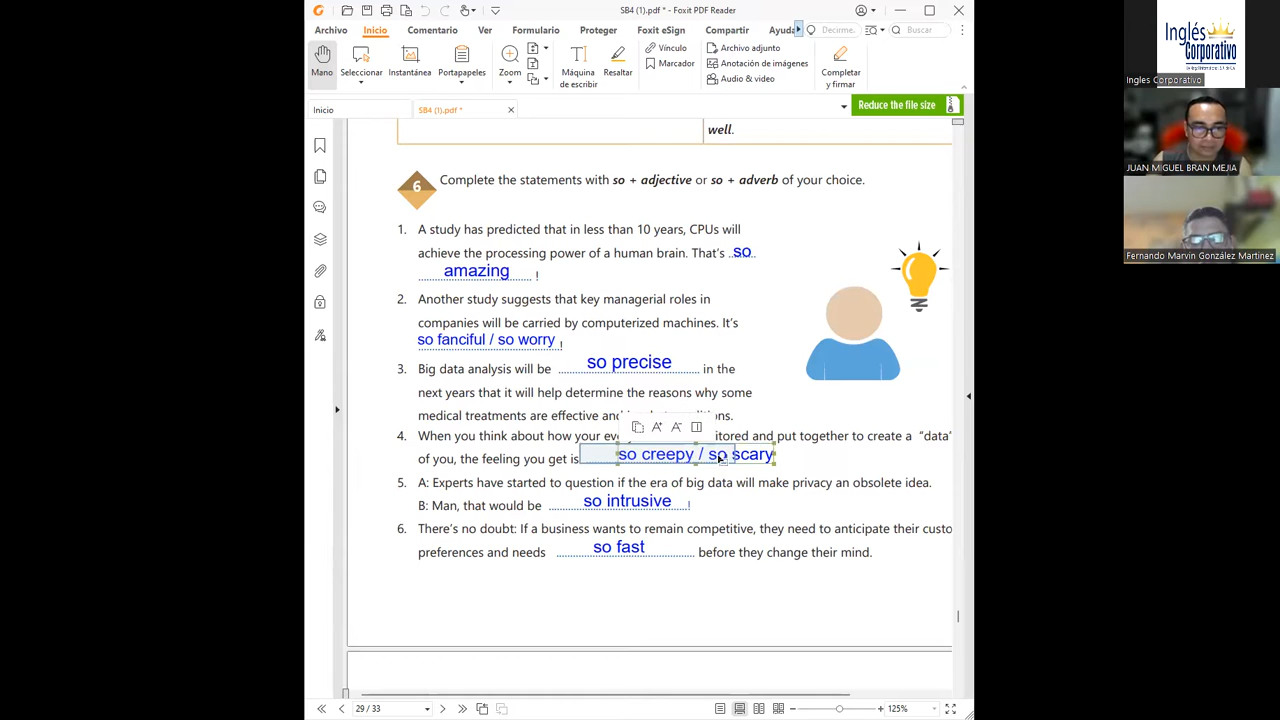 SB4 (1).pdf * - Foxit PDF Reader
Archivo Inicio Comentario Ver Formulario Proteger Foxit eSign Compartir Ayuda Decirme... Buscar
Mano Seleccionar Instantánea Portapapeles Zoom Máquina de escribir Resaltar Vínculo Marcador Archivo adjunto Anotación de imágenes Audio & video Completar y firmar
Inicio SB4 (1).pdf * Reduce the file size
well.
6 Complete the statements with so + adjective or so + adverb of your choice.
1. A study has predicted that in less than 10 years, CPUs will
achieve the processing power of a human brain. That's so
amazing !
2. Another study suggests that key managerial roles in
companies will be carried by computerized machines. It's
so fanciful / so worry !
3. Big data analysis will be so precise in the
next years that it will help determine the reasons why some
medical treatments are effective
4. When you think about how your and put together to create a "data"
of you, the feeling you get is so creepy / so scary
5. A: Experts have started to question if the era of big data will make privacy an obsolete idea.
B: Man, that would be so intrusive !
6. There's no doubt: If a business wants to remain competitive, they need to anticipate their
preferences and needs so fast before they change their mind.
29 / 33 125%
Inglés
Corporativo
Ingles Corporativo
JUAN MIGUEL BRAN MEJIA
Fernando Marvin González Martinez